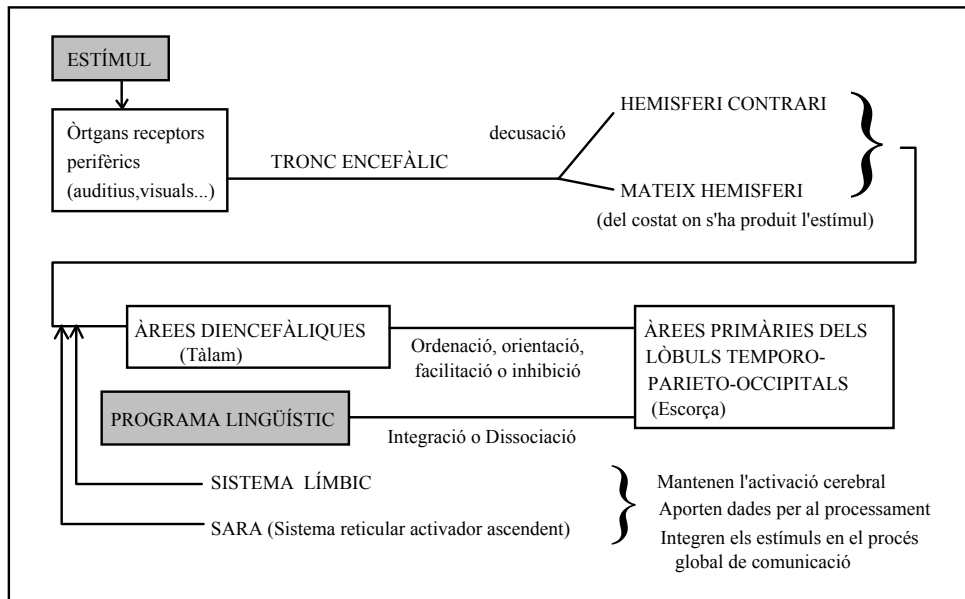 ESTÍMUL
Òrtgans receptors
perifèrics
(auditius,visuals...)
TRONC ENCEFÀLIC
decusació
HEMISFERI CONTRARI
MATEIX HEMISFERI
(del costat on s'ha produit l'estímul)
ÀREES DIENCEFÀLIQUES
(Tàlam)
Ordenació, orientació,
facilitació o inhibició
ÀREES PRIMÀRIES DELS
LÒBULS TEMPORO-
PARIETO-OCCIPITALS
(Escorça)
PROGRAMA LINGÜÍSTIC
Integració o Dissociació
SISTEMA LÍMBIC
SARA (Sistema reticular activador ascendent)
Mantenen l'activació cerebral
Aporten dades per al processament
Integren els estímuls en el procés
global de comunicació